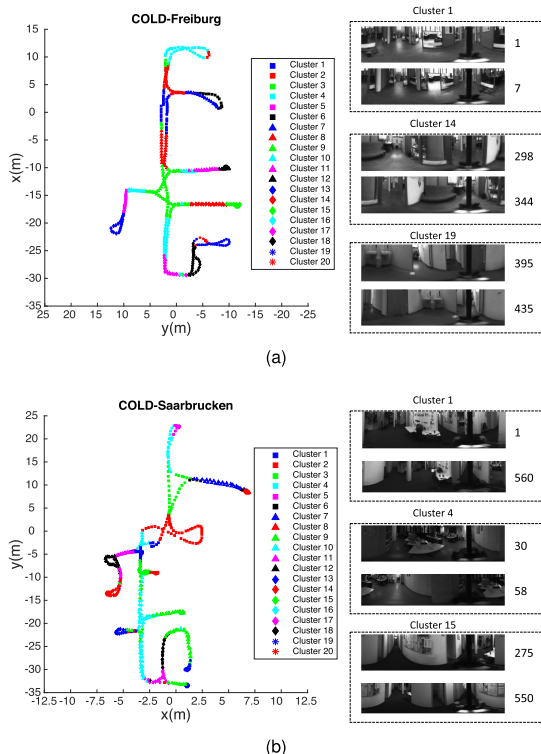 COLD-Freiburg
15
10
5
0
-5
-10
-15
-20
-25
-30
-35
x(m)
25 20 15 10 5 0 -5 -10 -15 -20 -25
y(m)
Cluster 1
Cluster 2
Cluster 3
Cluster 4
Cluster 5
Cluster 6
Cluster 7
Cluster 8
Cluster 9
Cluster 10
Cluster 11
Cluster 12
Cluster 13
Cluster 14
Cluster 15
Cluster 16
Cluster 17
Cluster 18
Cluster 19
Cluster 20
Cluster 1
1
7
Cluster 14
298
344
Cluster 19
395
435
(a)
COLD-Saarbrucken
25
20
15
10
5
0
-5
-10
-15
-20
-25
-30
-35
y(m)
-12.5 -10 -7.5 -5 -2.5 0 2.5 5 7.5 10 12.5
x(m)
Cluster 1
Cluster 2
Cluster 3
Cluster 4
Cluster 5
Cluster 6
Cluster 7
Cluster 8
Cluster 9
Cluster 10
Cluster 11
Cluster 12
Cluster 13
Cluster 14
Cluster 15
Cluster 16
Cluster 17
Cluster 18
Cluster 19
Cluster 20
Cluster 1
1
560
Cluster 4
30
58
Cluster 15
275
550
(b)